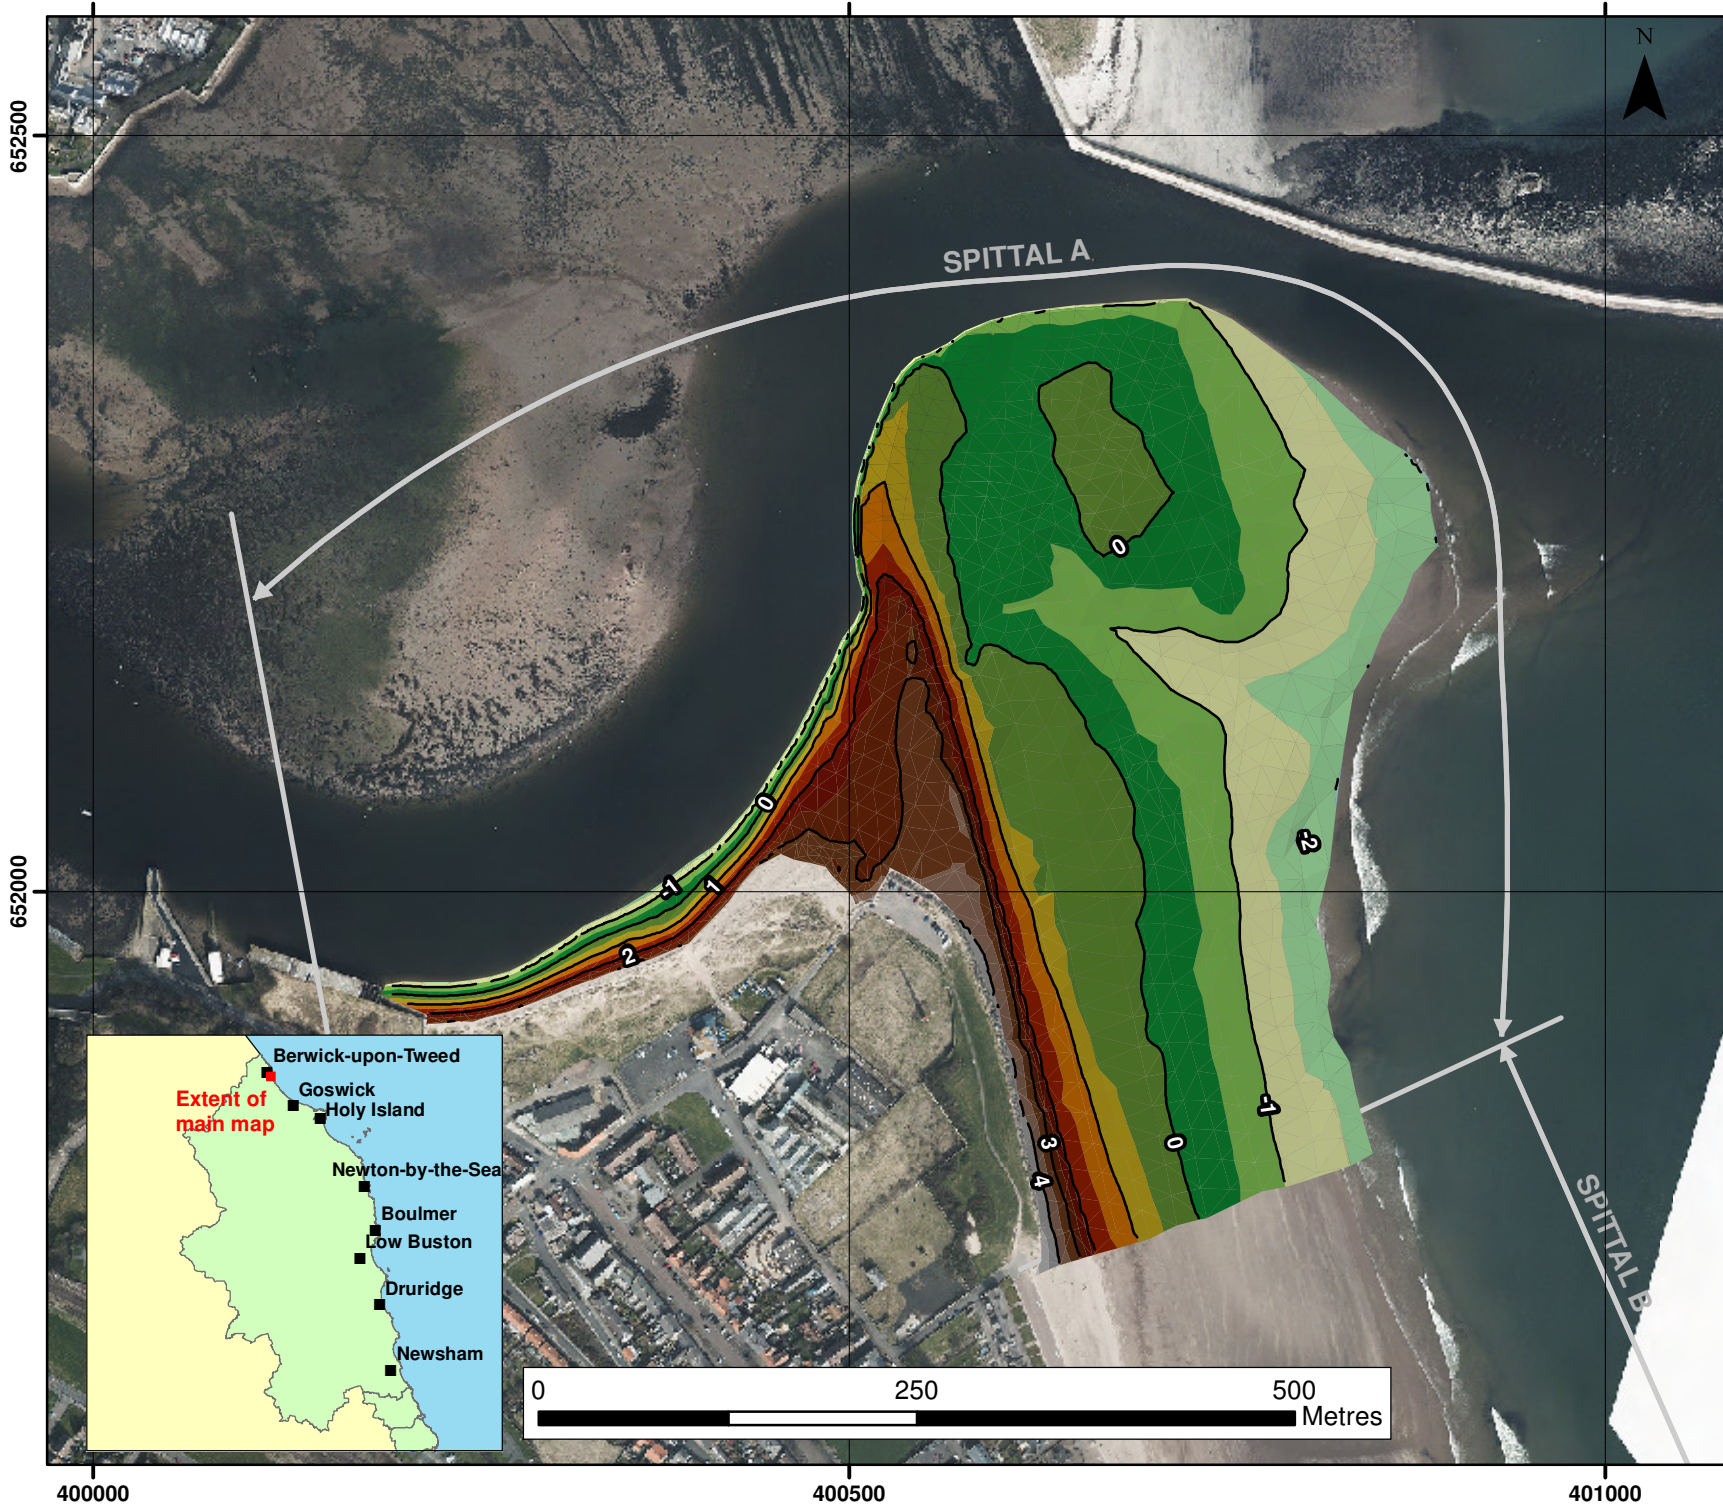 N
652500
SPITTAL A
0
0
-1
1
652000
2
-2
-1
3
0
4
SPITTAL B
Berwick-upon-Tweed
Goswick
Extent of
main map
Holy Island
Newton-by-the-Sea
Boulmer
Low Buston
Druridge
Newsham
0 250 500
Metres
400000 400500 401000